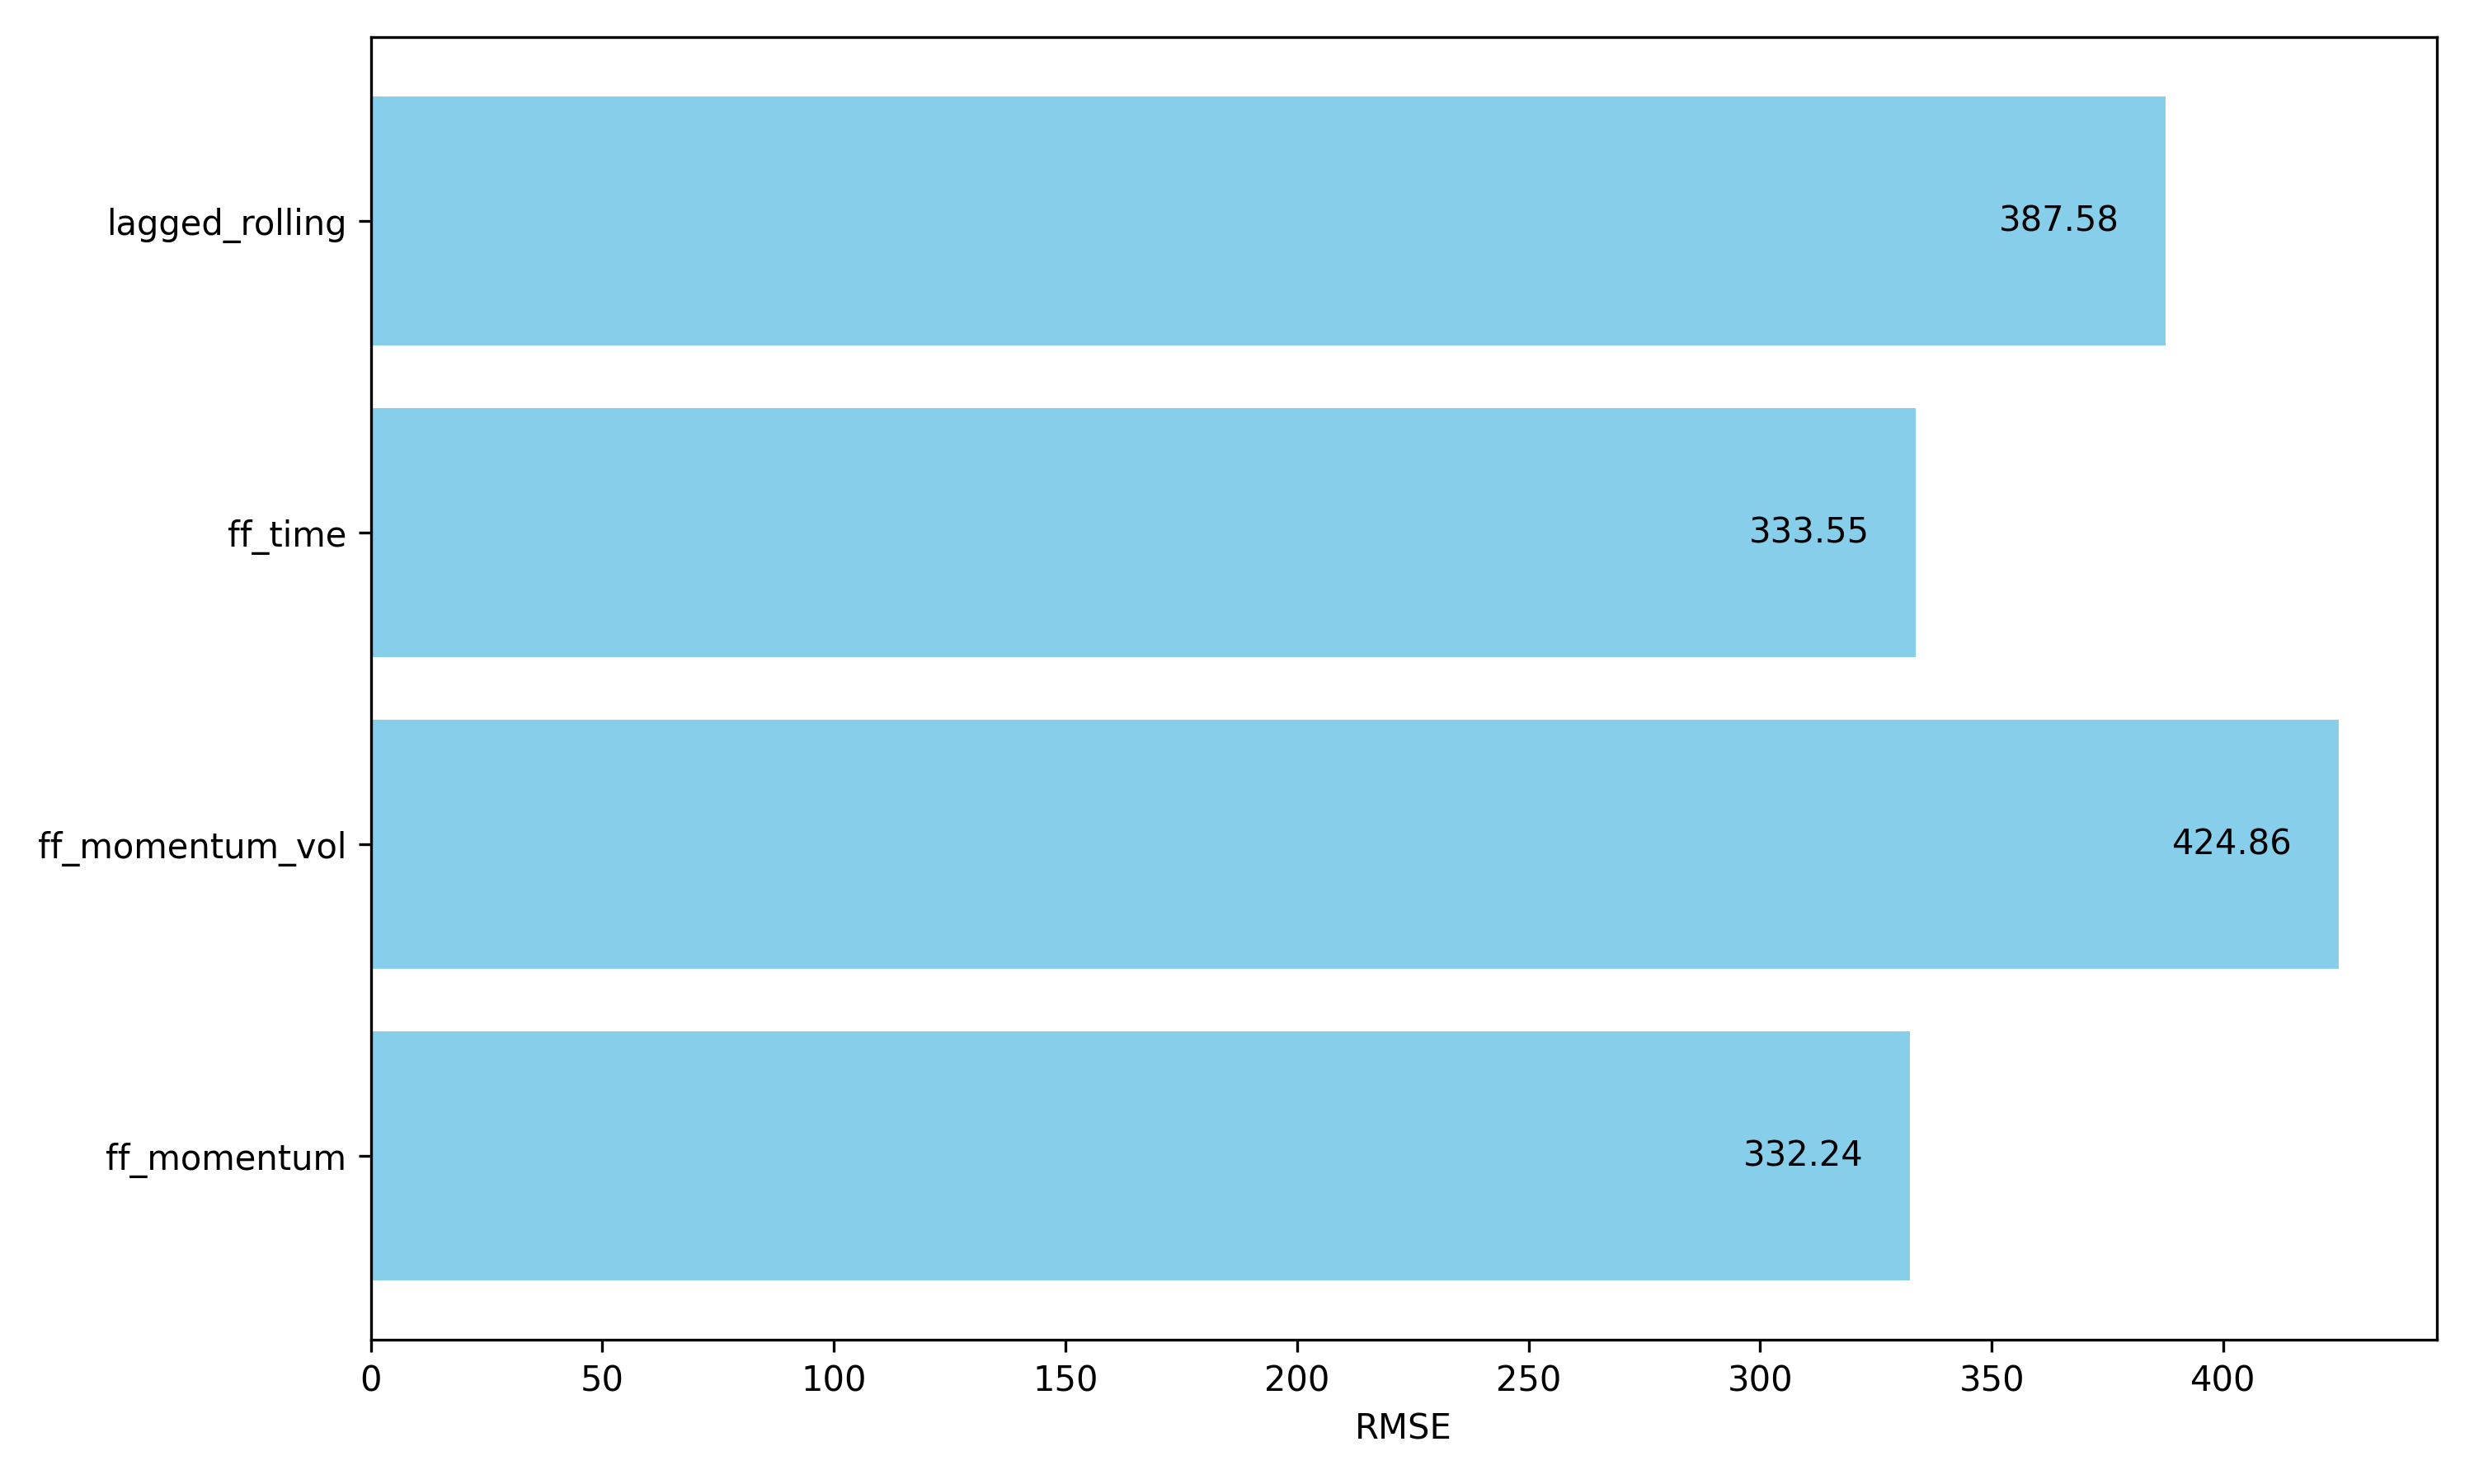 lagged_rolling
387.58
ff_time
333.55
ff_momentum_vol
424.86
ff_momentum
332.24
0 50 100 150 200 250 300 350 400
RMSE